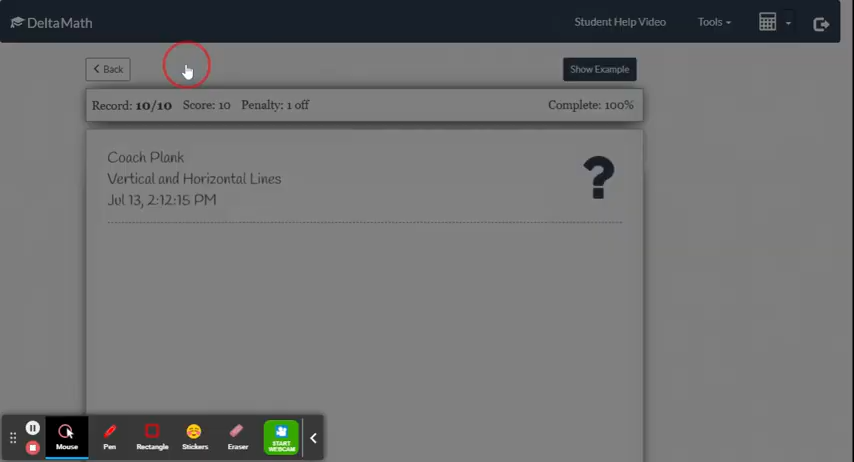 DeltaMath
Student Help Video
Tools
Back
Show Example
Record: 10/10 Score: 10 Penalty: 1 off
Complete: 100%
Coach Plank
Vertical and Horizontal Lines
Jul 13, 2:12:15 PM
?
Mouse
Pen
Rectangle
Stickers
Eraser
START
WEBCAM